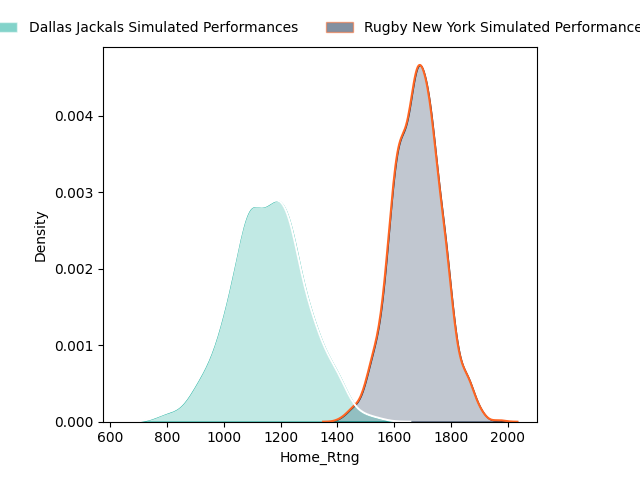 Dallas Jackals Simulated Performances
Rugby New York Simulated Performance
0.004
0.003
0.002
0.001
0.000
Density
600 800 1000 1200 1400 1600 1800 2000
Home_Rtng